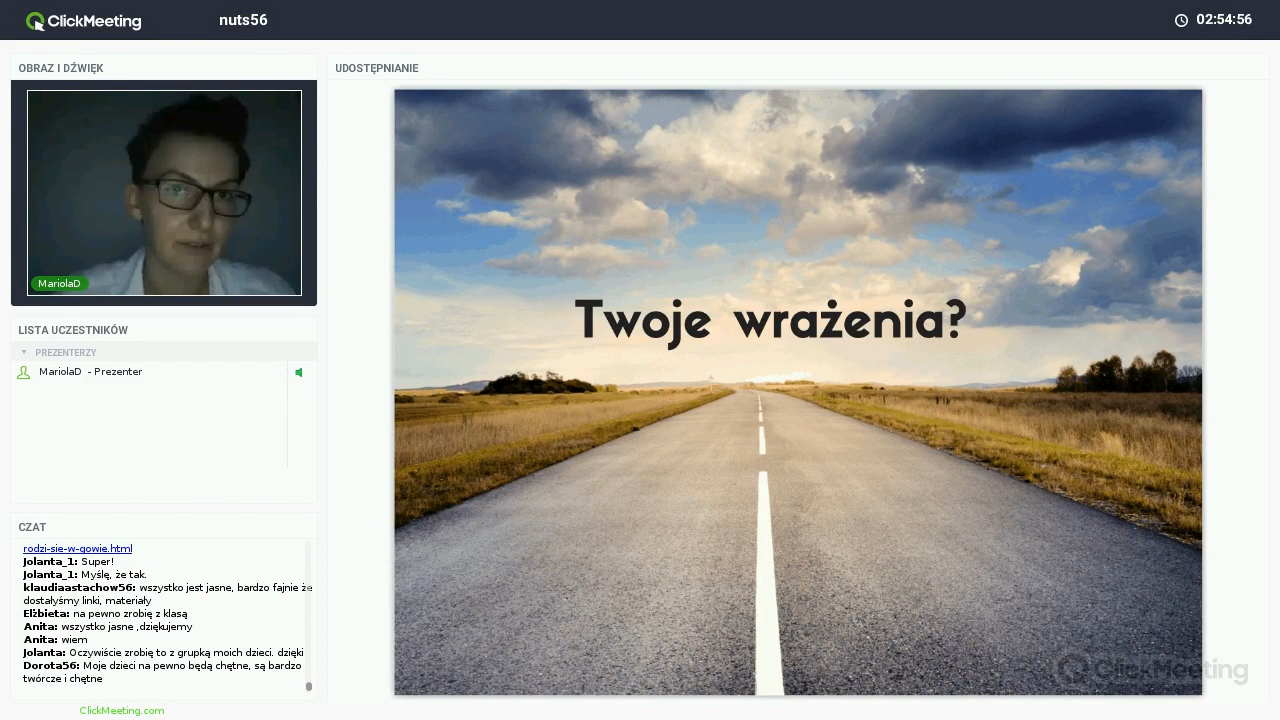 ClickMeeting
nuts56
02:54:56
OBRAZ I DŹWIĘK
UDOSTĘPNIANIE
MariolaD
Twoje wrażenia?
LISTA UCZESTNIKÓW
PREZENTERZY
MariolaD - Prezenter
CZAT
rodzi-sie-w-gowie.html
Jolanta_1: Super!
Jolanta_1: Myślę, że tak.
klaudiaastachow56: wszystko jest jasne, bardzo fajnie że
dostałyśmy linki, materiały
Elżbieta: na pewno zrobię z klasą
Anita: wszystko jasne ,dziękujemy
Anita: wiem
Jolanta: Oczywiście zrobię to z grupką moich dzieci. dzięki
Dorota56: Moje dzieci na pewno będą chętne, są bardzo
twórcze i chętne
ClickMeeting
ClickMeeting.com